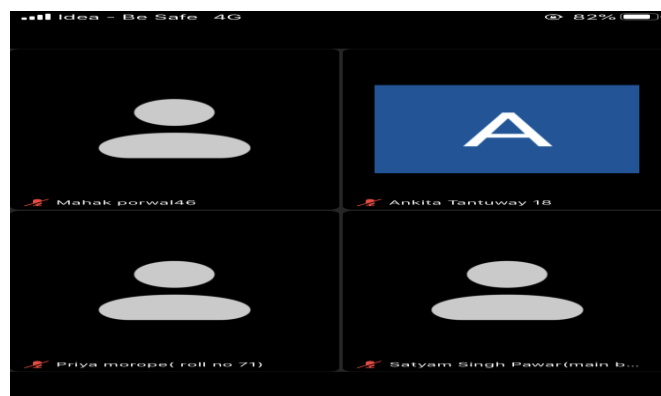 Idea - Be Safe 4G 82%
A
Mahak porwal46
Ankita Tantuway 18
Priya morope( roll no 71)
Satyam Singh Pawar(main b...